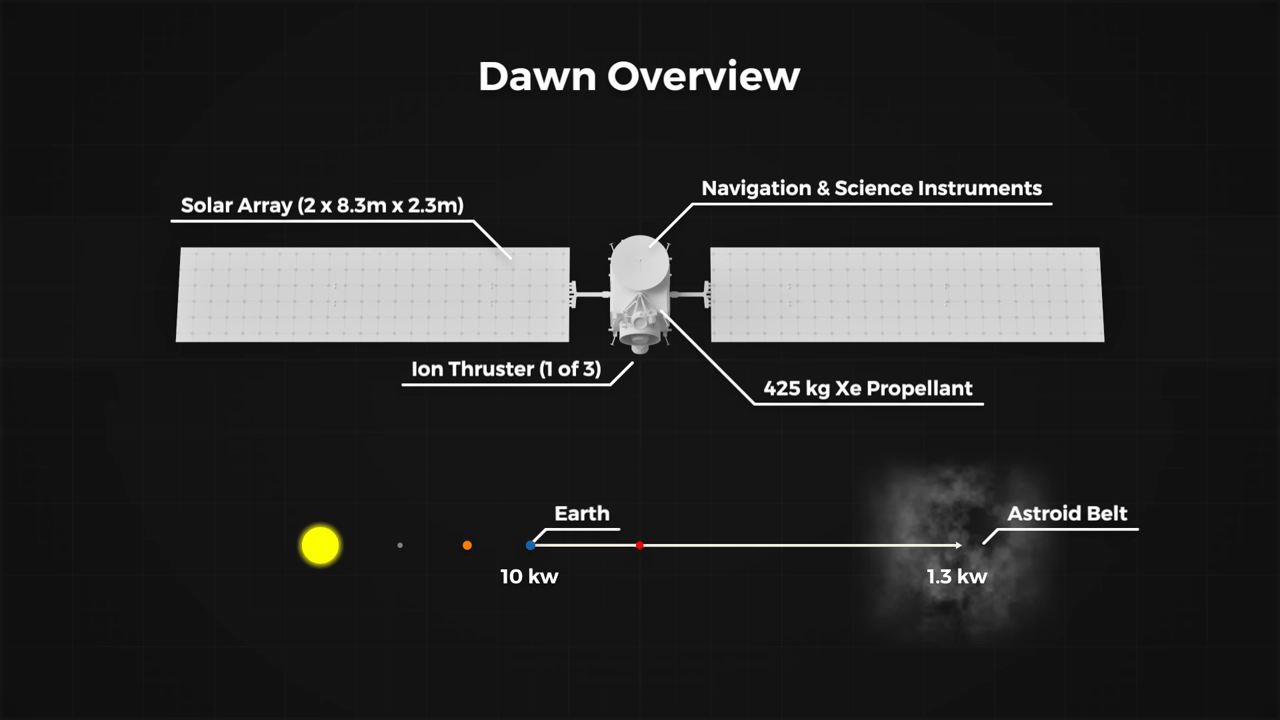 Dawn Overview
Solar Array (2 x 8.3m x 2.3m)
Navigation & Science Instruments
Ion Thruster (1 of 3)
425 kg Xe Propellant
Earth
Astroid Belt
10 kw
1.3 kw